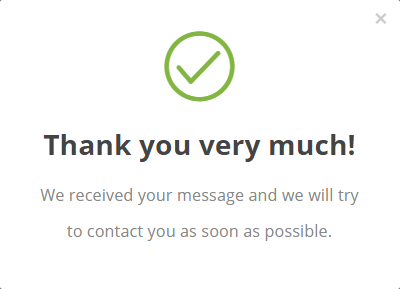 Thank you very much!
We received your message and we will try
to contact you as soon as possible.